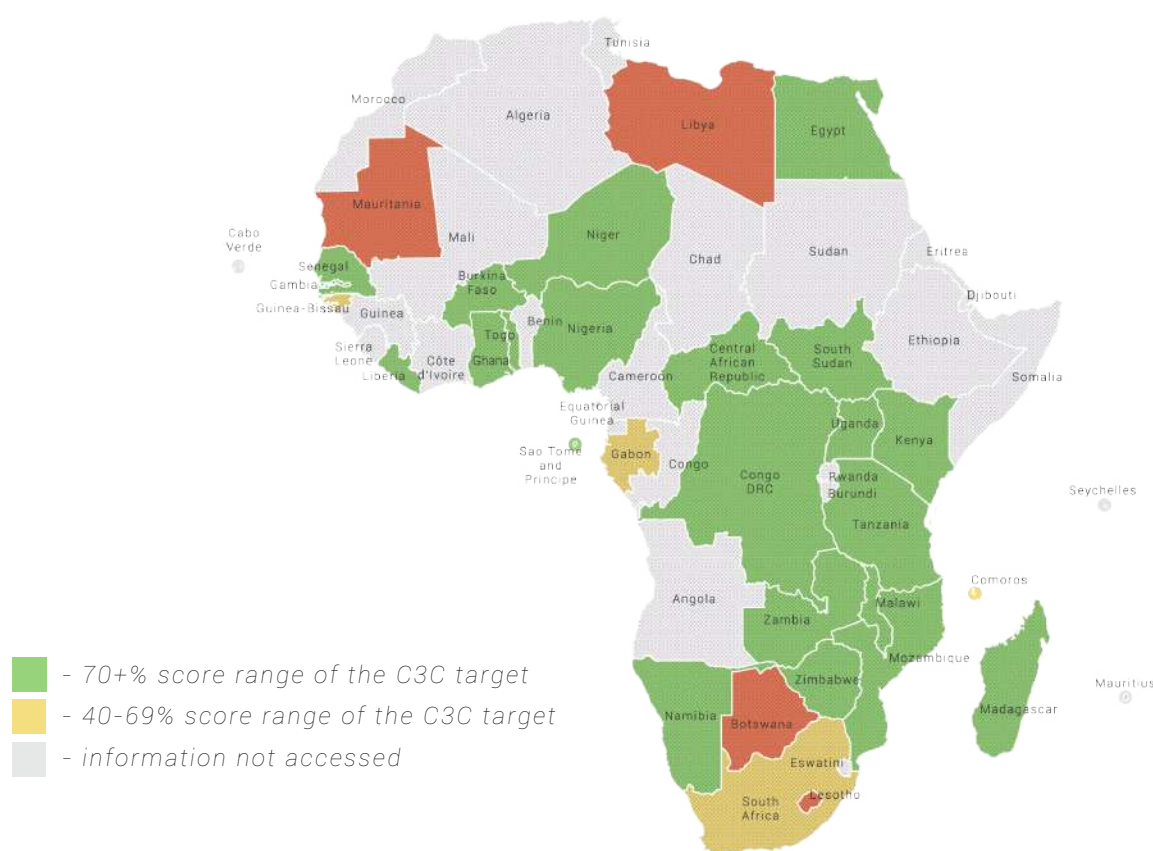 Tunisia
Morocco
Algeria
Libya
Egypt
Mauritania
Mali
Niger
Chad
Sudan
Eritrea
Cabo
Verde
Senegal
Gambia
Guinea-Bissau
Guinea
Burkina
Faso
Djibouti
Sierra
Leone
Liberia
Côte
d'Ivoire
Ghana
Togo
Benin
Nigeria
Cameroon
Central
African
Republic
South
Sudan
Ethiopia
Somalia
Equatorial
Guinea
Sao Tome
and
Principe
Gabon
Congo
Congo
DRC
Uganda
Kenya
Rwanda
Burundi
Tanzania
Seychelles
Comoros
Angola
Zambia
Malawi
Mozambique
Zimbabwe
Namibia
Botswana
Madagascar
Mauritius
Eswatini
Lesotho
South
Africa
- 70+% score range of the C3C target
- 40-69% score range of the C3C target
- information not accessed